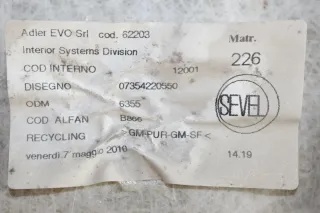 Adler EVO Srl cod. 62203
Matr.
Interior Systems Division
226
COD INTERNO 12001
DISEGNO 07354220550
ODM 6355
SEVEL
COD ALFAN Base
RECYCLING >GM-PUR-GM-SF<
venerdì 7 maggio 2010 14.19